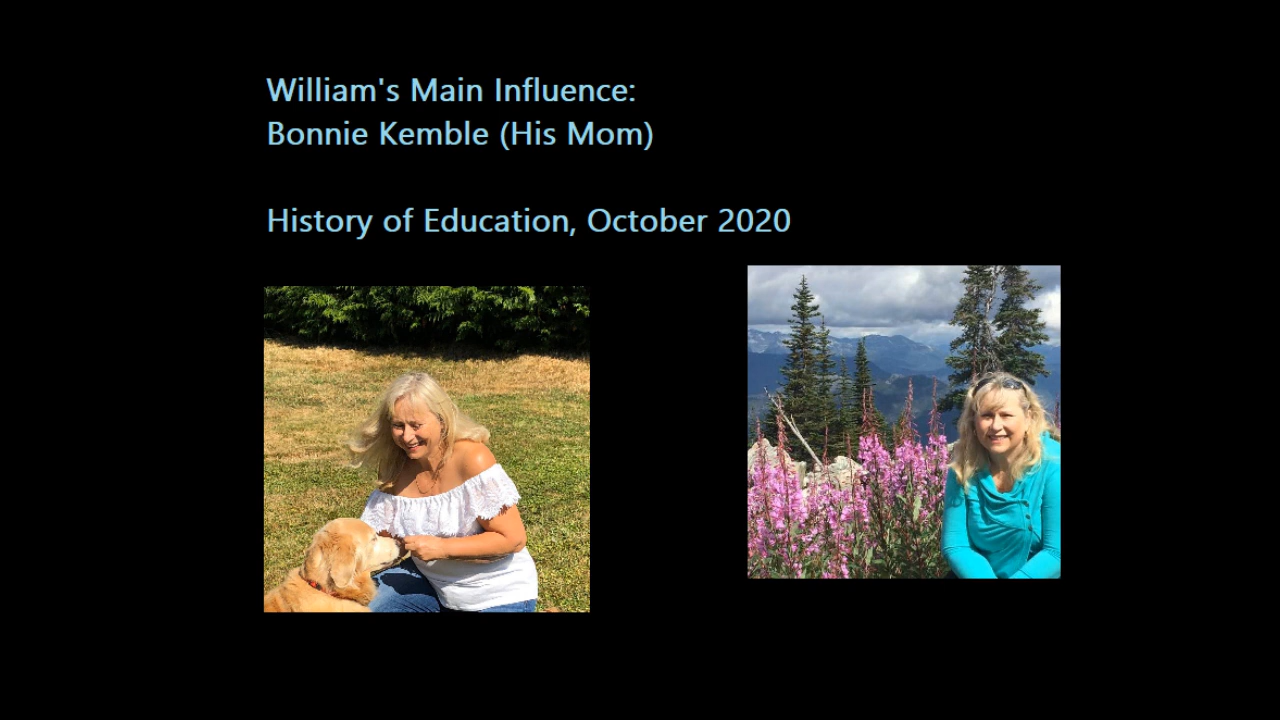 William's Main Influence:
Bonnie Kemble (His Mom)
History of Education, October 2020